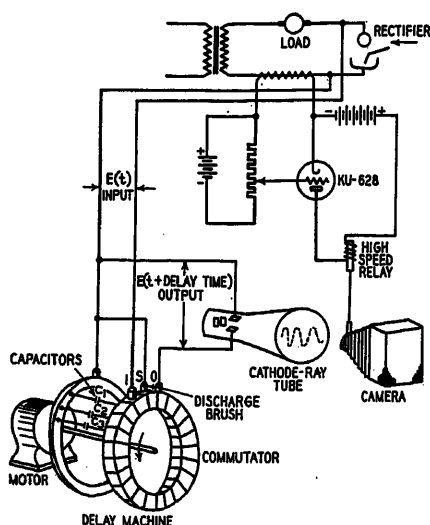 LOAD
RECTIFIER
- +
+
-
KU-628
E(t)
INPUT
HIGH
SPEED
RELAY
E(t+DELAY TIME)
OUTPUT
CATHODE-RAY
TUBE
CAMERA
CAPACITORS
I S O
DISCHARGE
BRUSH
C1
C2
C3
COMMUTATOR
MOTOR
DELAY MACHINE